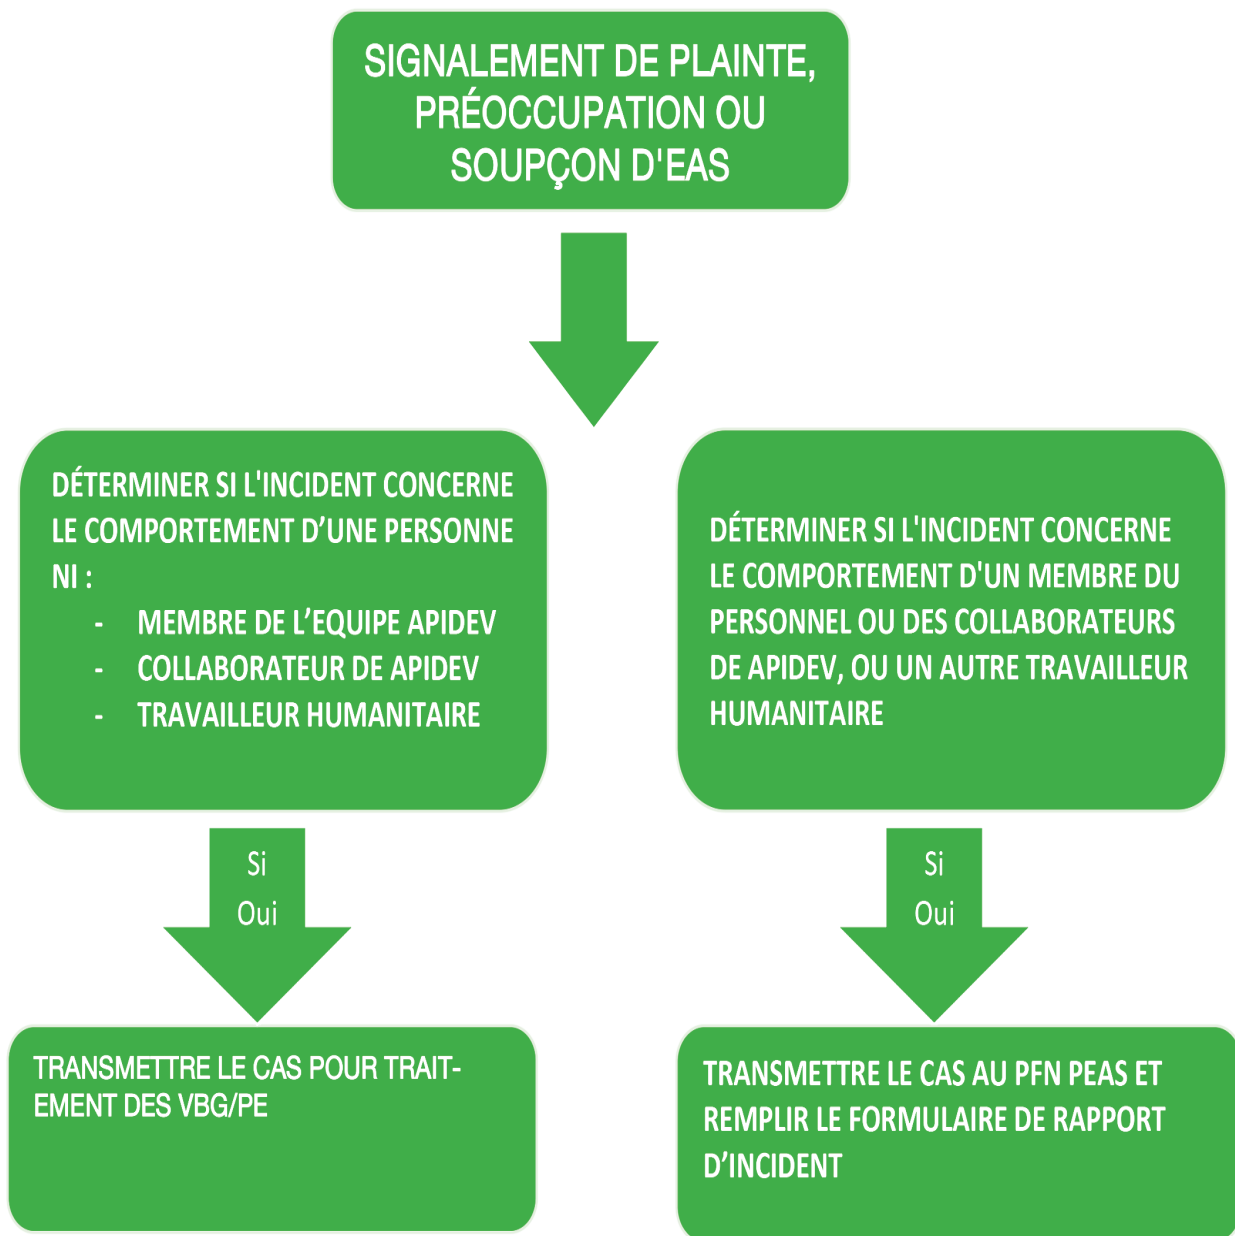 SIGNALEMENT DE PLAINTE,
PRÉOCCUPATION OU
SOUPÇON D'EAS
DÉTERMINER SI L'INCIDENT CONCERNE
LE COMPORTEMENT D’UNE PERSONNE
NI :
- MEMBRE DE L’EQUIPE APIDEV
- COLLABORATEUR DE APIDEV
- TRAVAILLEUR HUMANITAIRE
DÉTERMINER SI L'INCIDENT CONCERNE
LE COMPORTEMENT D'UN MEMBRE DU
PERSONNEL OU DES COLLABORATEURS
DE APIDEV, OU UN AUTRE TRAVAILLEUR
HUMANITAIRE
Si
Oui
Si
Oui
TRANSMETTRE LE CAS POUR TRAIT-
EMENT DES VBG/PE
TRANSMETTRE LE CAS AU PFN PEAS ET
REMPLIR LE FORMULAIRE DE RAPPORT
D’INCIDENT